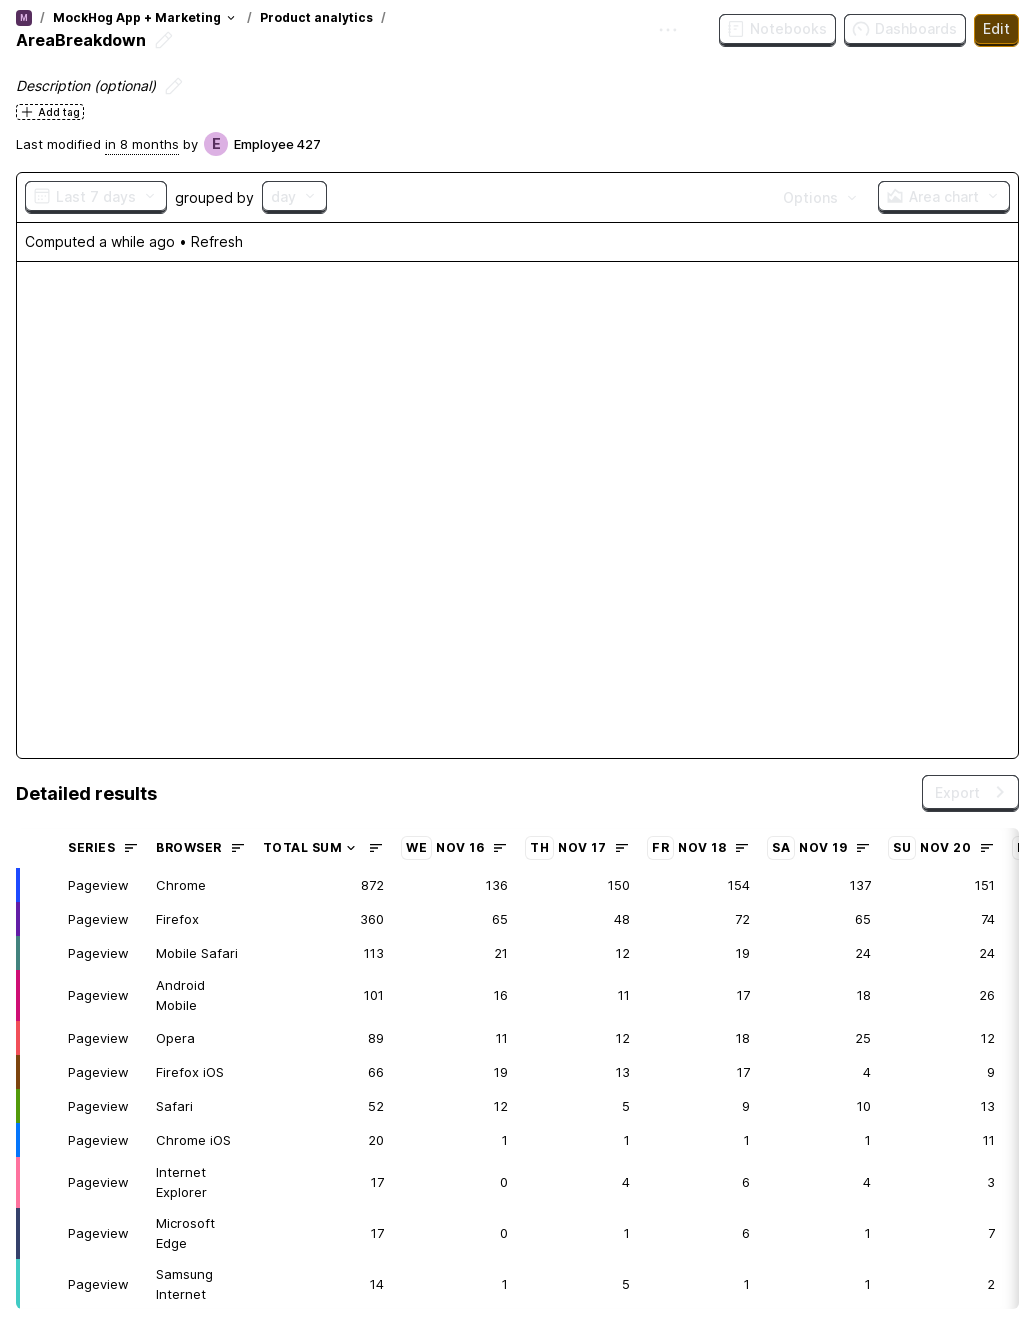 M / MockHog App + Marketing / Product analytics /
AreaBreakdown
Notebooks Dashboards Edit
Description (optional)
Add tag
Last modified in 8 months by E Employee 427
Last 7 days grouped by day Options Area chart
Computed a while ago • Refresh
Detailed results Export
SERIES BROWSER TOTAL SUM WE NOV 16 TH NOV 17 FR NOV 18 SA NOV 19 SU NOV 20
Pageview Chrome 872 136 150 154 137 151
Pageview Firefox 360 65 48 72 65 74
Pageview Mobile Safari 113 21 12 19 24 24
Pageview Android Mobile 101 16 11 17 18 26
Pageview Opera 89 11 12 18 25 12
Pageview Firefox iOS 66 19 13 17 4 9
Pageview Safari 52 12 5 9 10 13
Pageview Chrome iOS 20 1 1 1 1 11
Pageview Internet Explorer 17 0 4 6 4 3
Pageview Microsoft Edge 17 0 1 6 1 7
Pageview Samsung Internet 14 1 5 1 1 2